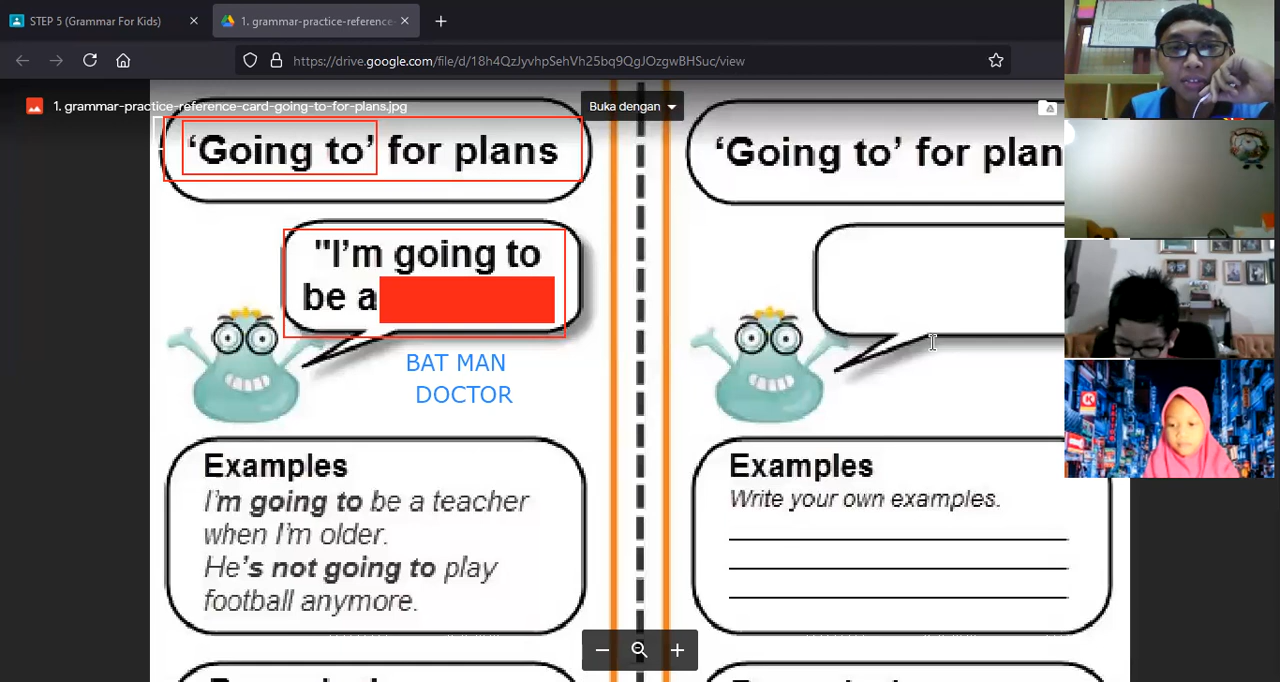 STEP 5 (Grammar For Kids)
1. grammar-practice-reference-
https://drive.google.com/file/d/18h4QzJyvhpSehVh25bq9QgJOzgwBHSuc/view
1. grammar-practice-reference-card-going-to-for-plans.jpg
Buka dengan
‘Going to’ for plans
"I’m going to
be a
BAT MAN
DOCTOR
Examples
I’m going to be a teacher
when I’m older.
He’s not going to play
football anymore.
‘Going to’ for plan
Examples
Write your own examples.